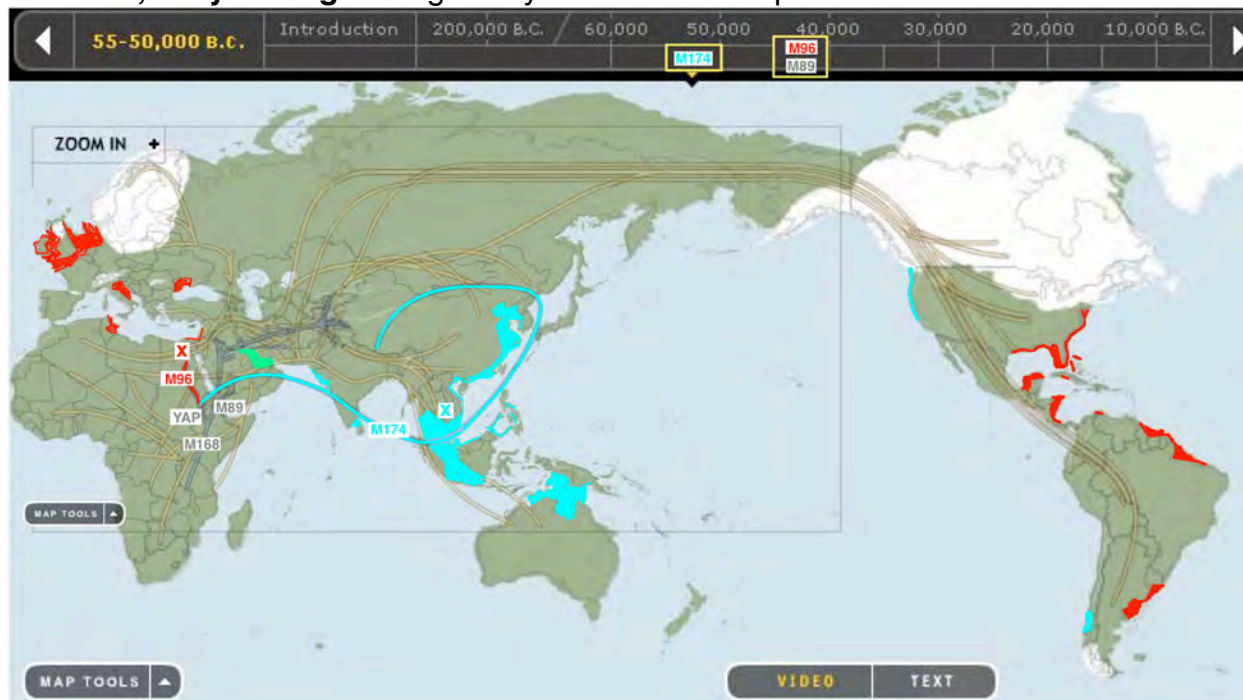 55-50,000 B.C.
Introduction
200,000 B.C.
60,000
50,000
40,000
30,000
20,000
10,000 B.C.
M174
M96
M89
ZOOM IN +
X
M96
YAP
M89
M168
M174
X
MAP TOOLS
MAP TOOLS
VIDEO
TEXT